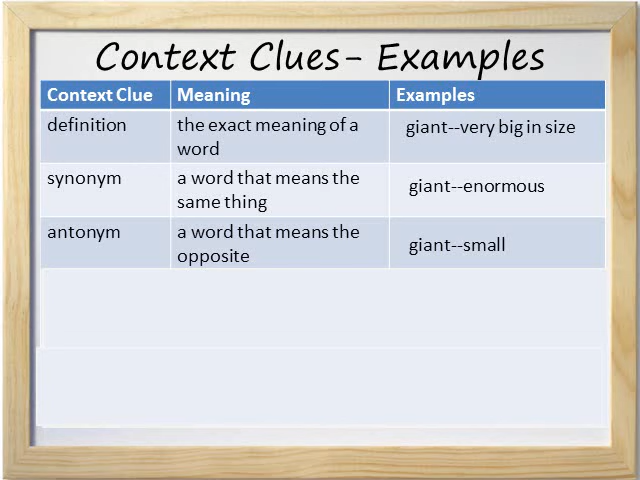 Context Clues- Examples
Context Clue Meaning Examples
definition the exact meaning of a word giant--very big in size
synonym a word that means the same thing giant--enormous
antonym a word that means the opposite giant--small